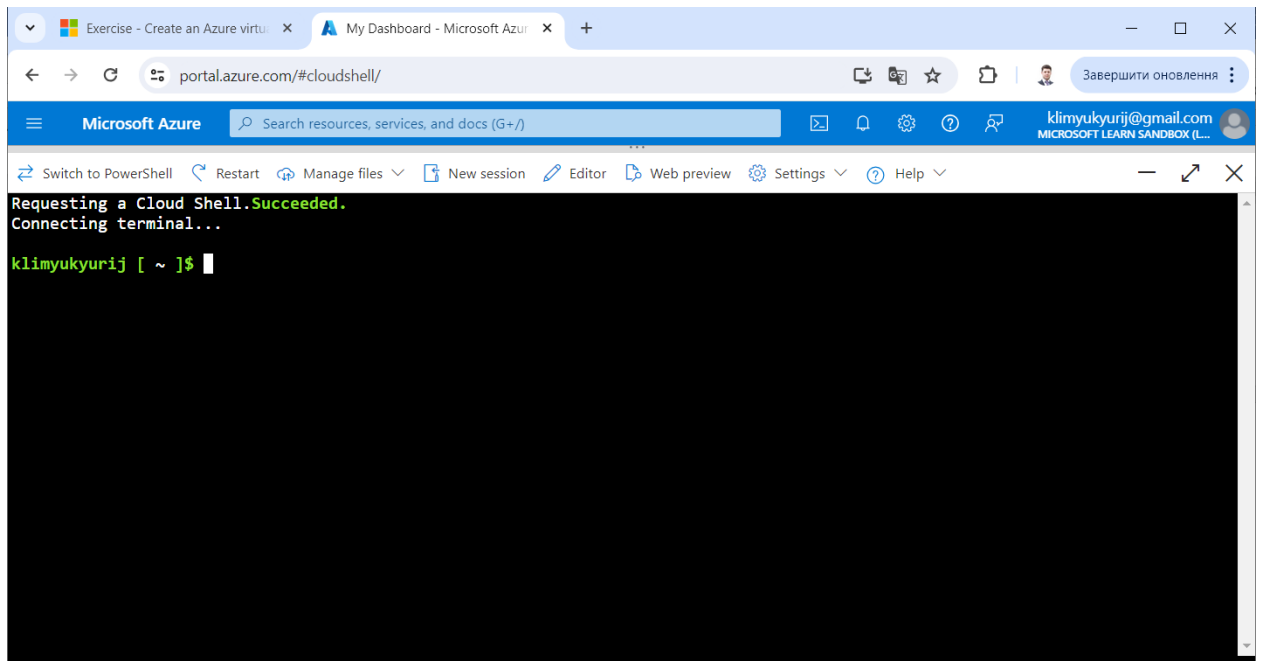 Exercise - Create an Azure virtu
My Dashboard - Microsoft Azur
portal.azure.com/#cloudshell/
Завершити оновлення
Microsoft Azure
Search resources, services, and docs (G+/)
klimyukyurij@gmail.com
MICROSOFT LEARN SANDBOX (L...
Switch to PowerShell Restart Manage files New session Editor Web preview Settings Help
Requesting a Cloud Shell.Succeeded.
Connecting terminal...
klimyukyurij [ ~ ]$